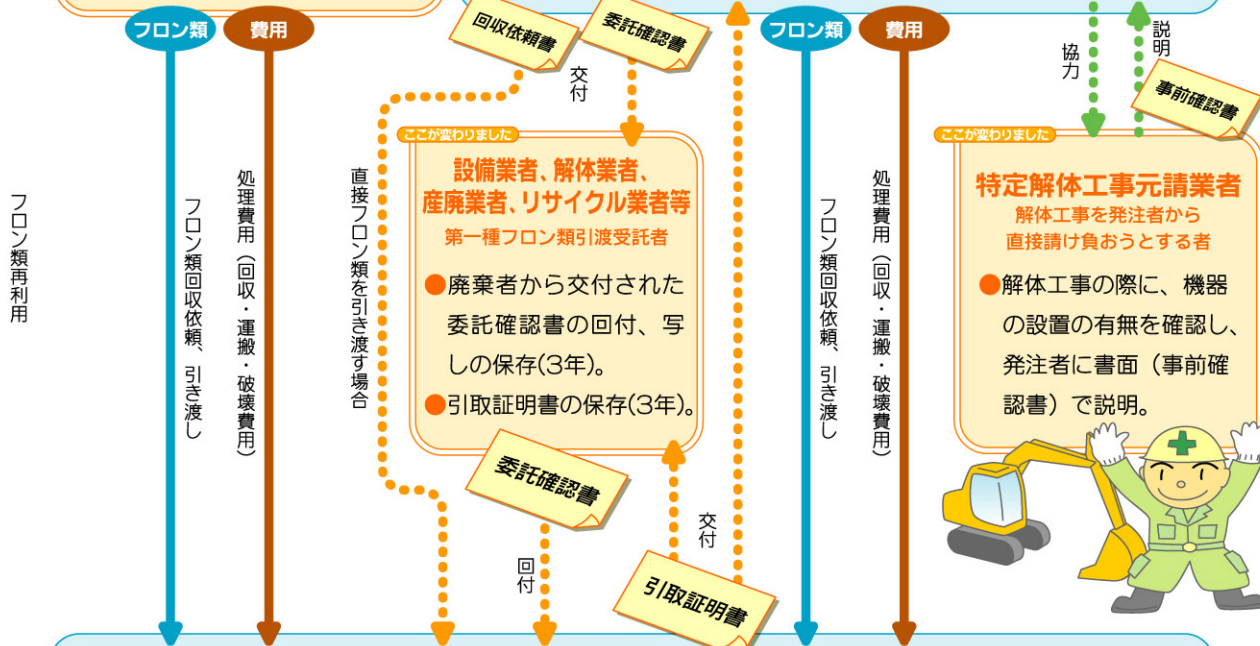 フロン類
費用
回収依頼書
委託確認書
フロン類
費用
説明
協力
事前確認書
交付
ここが変わりました
設備業者、解体業者、
産廃業者、リサイクル業者等
第一種フロン類引渡受託者
●廃棄者から交付された
委託確認書の回付、写
しの保存(3年)。
●引取証明書の保存(3年)。
ここが変わりました
特定解体工事元請業者
解体工事を発注者から
直接請け負おうとする者
●解体工事の際に、機器
の設置の有無を確認し、
発注者に書面（事前確
認書）で説明。
フロン類再利用
フロン類回収依頼、引き渡し
処理費用（回収・運搬・破壊費用）
直接フロン類を引き渡す場合
フロン類回収依頼、引き渡し
処理費用（回収・運搬・破壊費用）
委託確認書
回付
交付
引取証明書